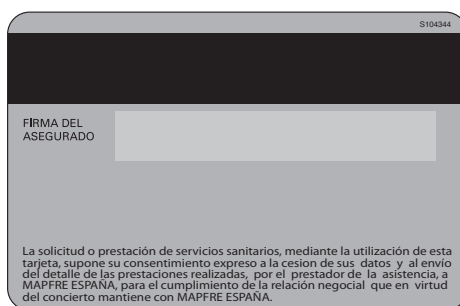 S104344
FIRMA DEL
ASEGURADO
La solicitud o prestación de servicios sanitarios, mediante la utilización de esta
tarjeta, supone su consentimiento expreso a la cesion de sus datos y al envío
del detalle de las prestaciones realizadas, por el prestador de la asistencia, a
MAPFRE ESPAÑA, para el cumplimiento de la relación negocial que en virtud
del concierto mantiene con MAPFRE ESPAÑA.